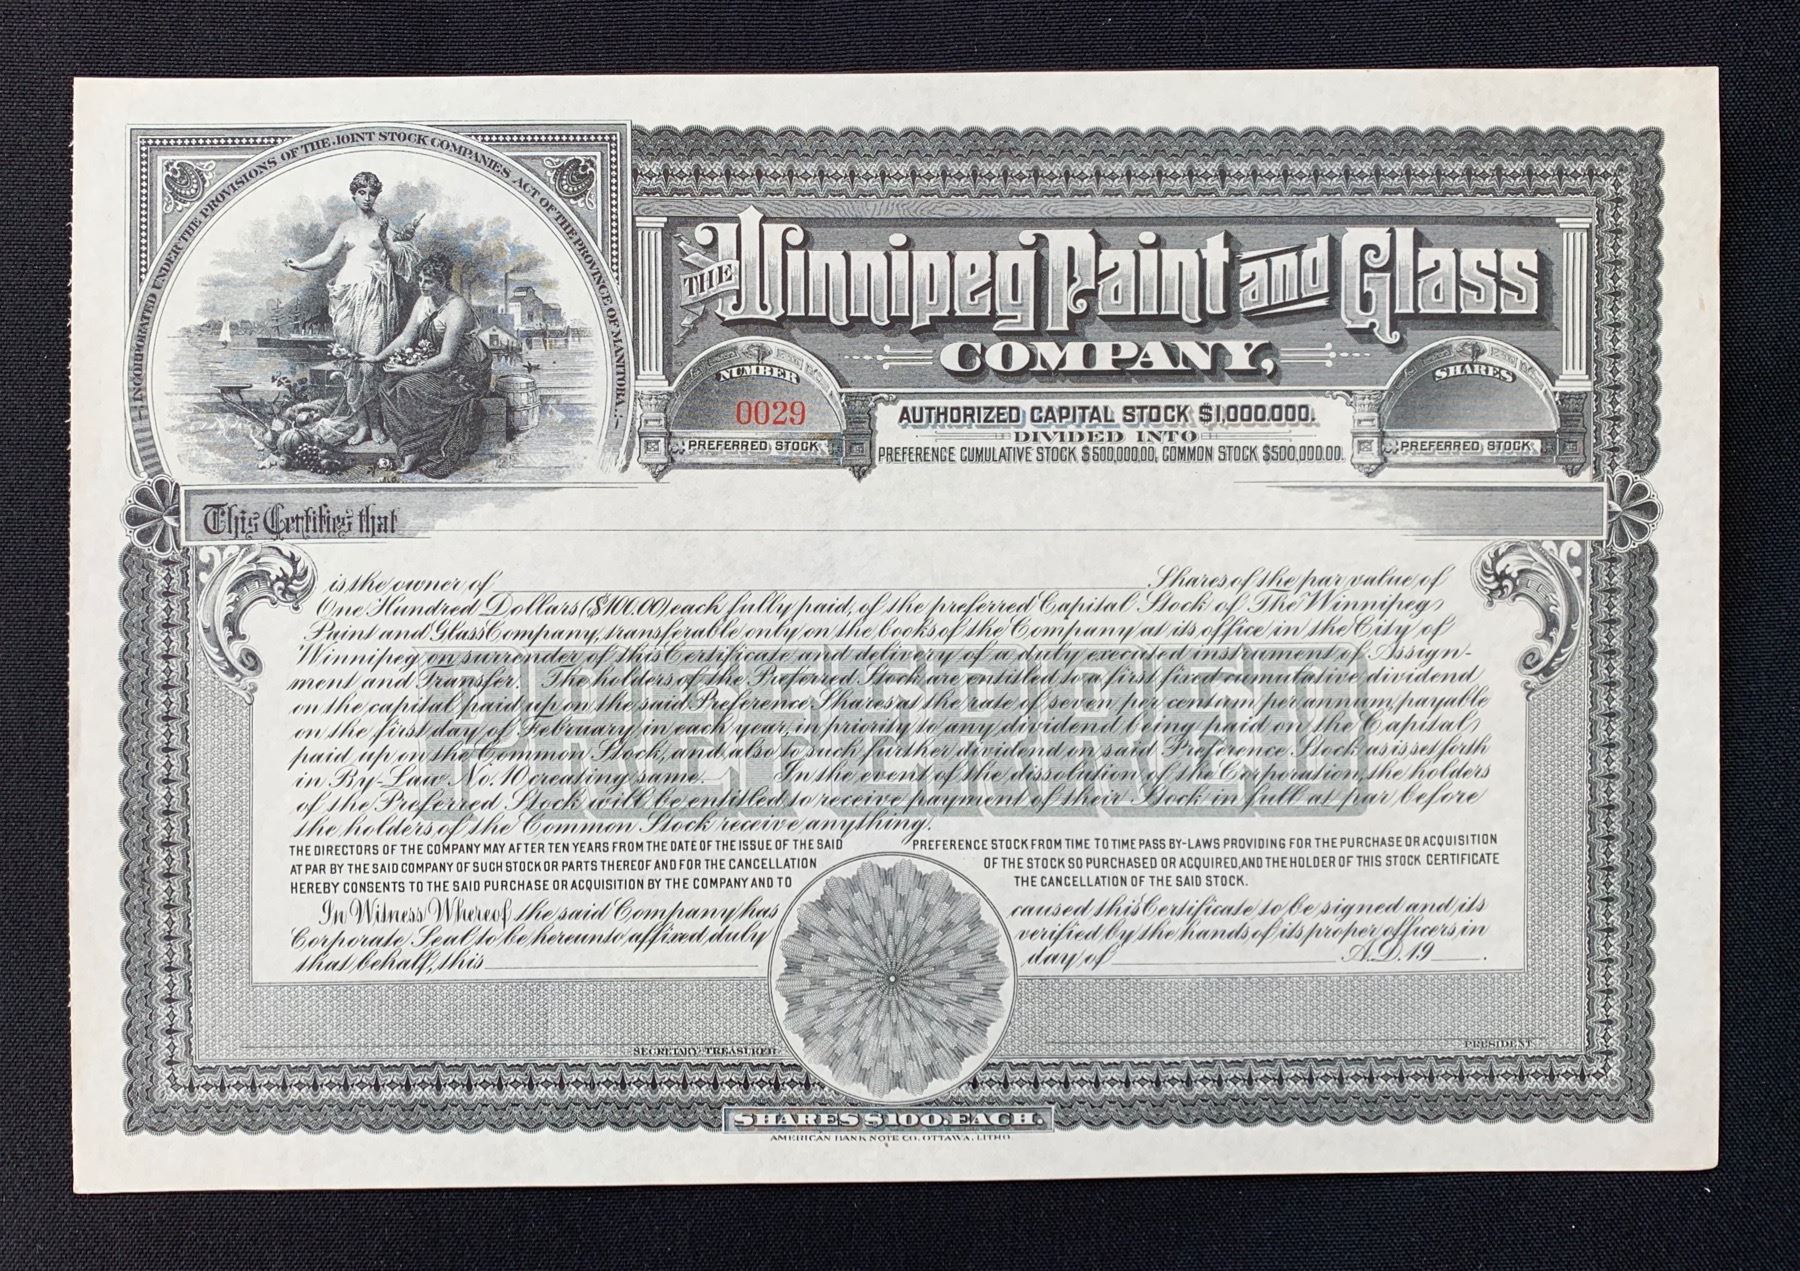 INCORPORATED UNDER THE PROVISIONS OF THE JOINT STOCK COMPANIES ACT OF THE PROVINCE OF MANITOBA.
THE Winnipeg Paint and Glass
COMPANY,
NUMBER
0029
PREFERRED STOCK
AUTHORIZED CAPITAL STOCK $1,000,000.
DIVIDED INTO
PREFERENCE CUMULATIVE STOCK $500,000.00, COMMON STOCK $500,000.00.
SHARES
PREFERRED STOCK
This Certifies that
is the owner of Shares of the par value of
One Hundred Dollars ($100.00) each fully paid, of the preferred Capital Stock of The Winnipeg
Paint and Glass Company, transferable only on the books of the Company at its office in the City of
Winnipeg on surrender of this Certificate and delivery of a duly executed instrument of Assign-
ment and Transfer. The holders of the Preferred Stock are entitled to a first fixed cumulative dividend
on the capital paid up on the said Preference Shares at the rate of seven per centum per annum, payable
on the first day of February in each year, in priority to any dividend being paid on the Capital
paid up on the Common Stock, and also to such further dividend on said Preference Stock as is set forth
in By-Law No. 10 creating same. In the event of the dissolution of the Corporation, the holders
of the Preferred Stock will be entitled to receive payment of their Stock in full at par before
the holders of the Common Stock receive anything.
PREFERRED
THE DIRECTORS OF THE COMPANY MAY AFTER TEN YEARS FROM THE DATE OF THE ISSUE OF THE SAID PREFERENCE STOCK FROM TIME TO TIME PASS BY-LAWS PROVIDING FOR THE PURCHASE OR ACQUISITION
AT PAR BY THE SAID COMPANY OF SUCH STOCK OR PARTS THEREOF AND FOR THE CANCELLATION OF THE STOCK SO PURCHASED OR ACQUIRED, AND THE HOLDER OF THIS STOCK CERTIFICATE
HEREBY CONSENTS TO THE SAID PURCHASE OR ACQUISITION BY THE COMPANY AND TO THE CANCELLATION OF THE SAID STOCK.
In Witness Whereof the said Company has caused this Certificate to be signed and its
Corporate Seal to be hereunto affixed duly verified by the hands of its proper officers in
that behalf, this day of A.D. 19 .
SECRETARY-TREASURER
PRESIDENT
SHARES $100. EACH.
AMERICAN BANK NOTE CO. OTTAWA. LITHO.